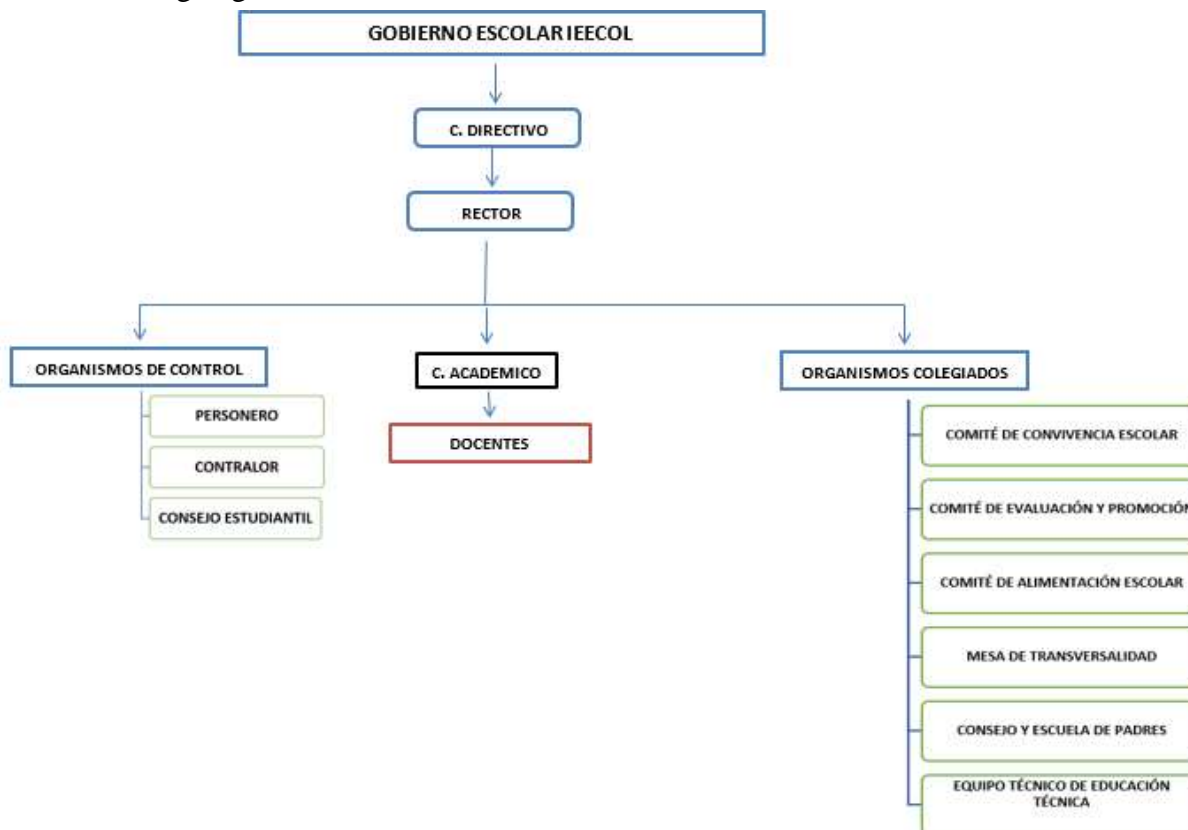 GOBIERNO ESCOLAR IEECOL
C. DIRECTIVO
RECTOR
ORGANISMOS DE CONTROL
PERSONERO
CONTRALOR
CONSEJO ESTUDIANTIL
C. ACADEMICO
DOCENTES
ORGANISMOS COLEGIADOS
COMITÉ DE CONVIVENCIA ESCOLAR
COMITÉ DE EVALUACIÓN Y PROMOCIÓN
COMITÉ DE ALIMENTACIÓN ESCOLAR
MESA DE TRANSVERSALIDAD
CONSEJO Y ESCUELA DE PADRES
EQUIPO TÉCNICO DE EDUCACIÓN
TÉCNICA